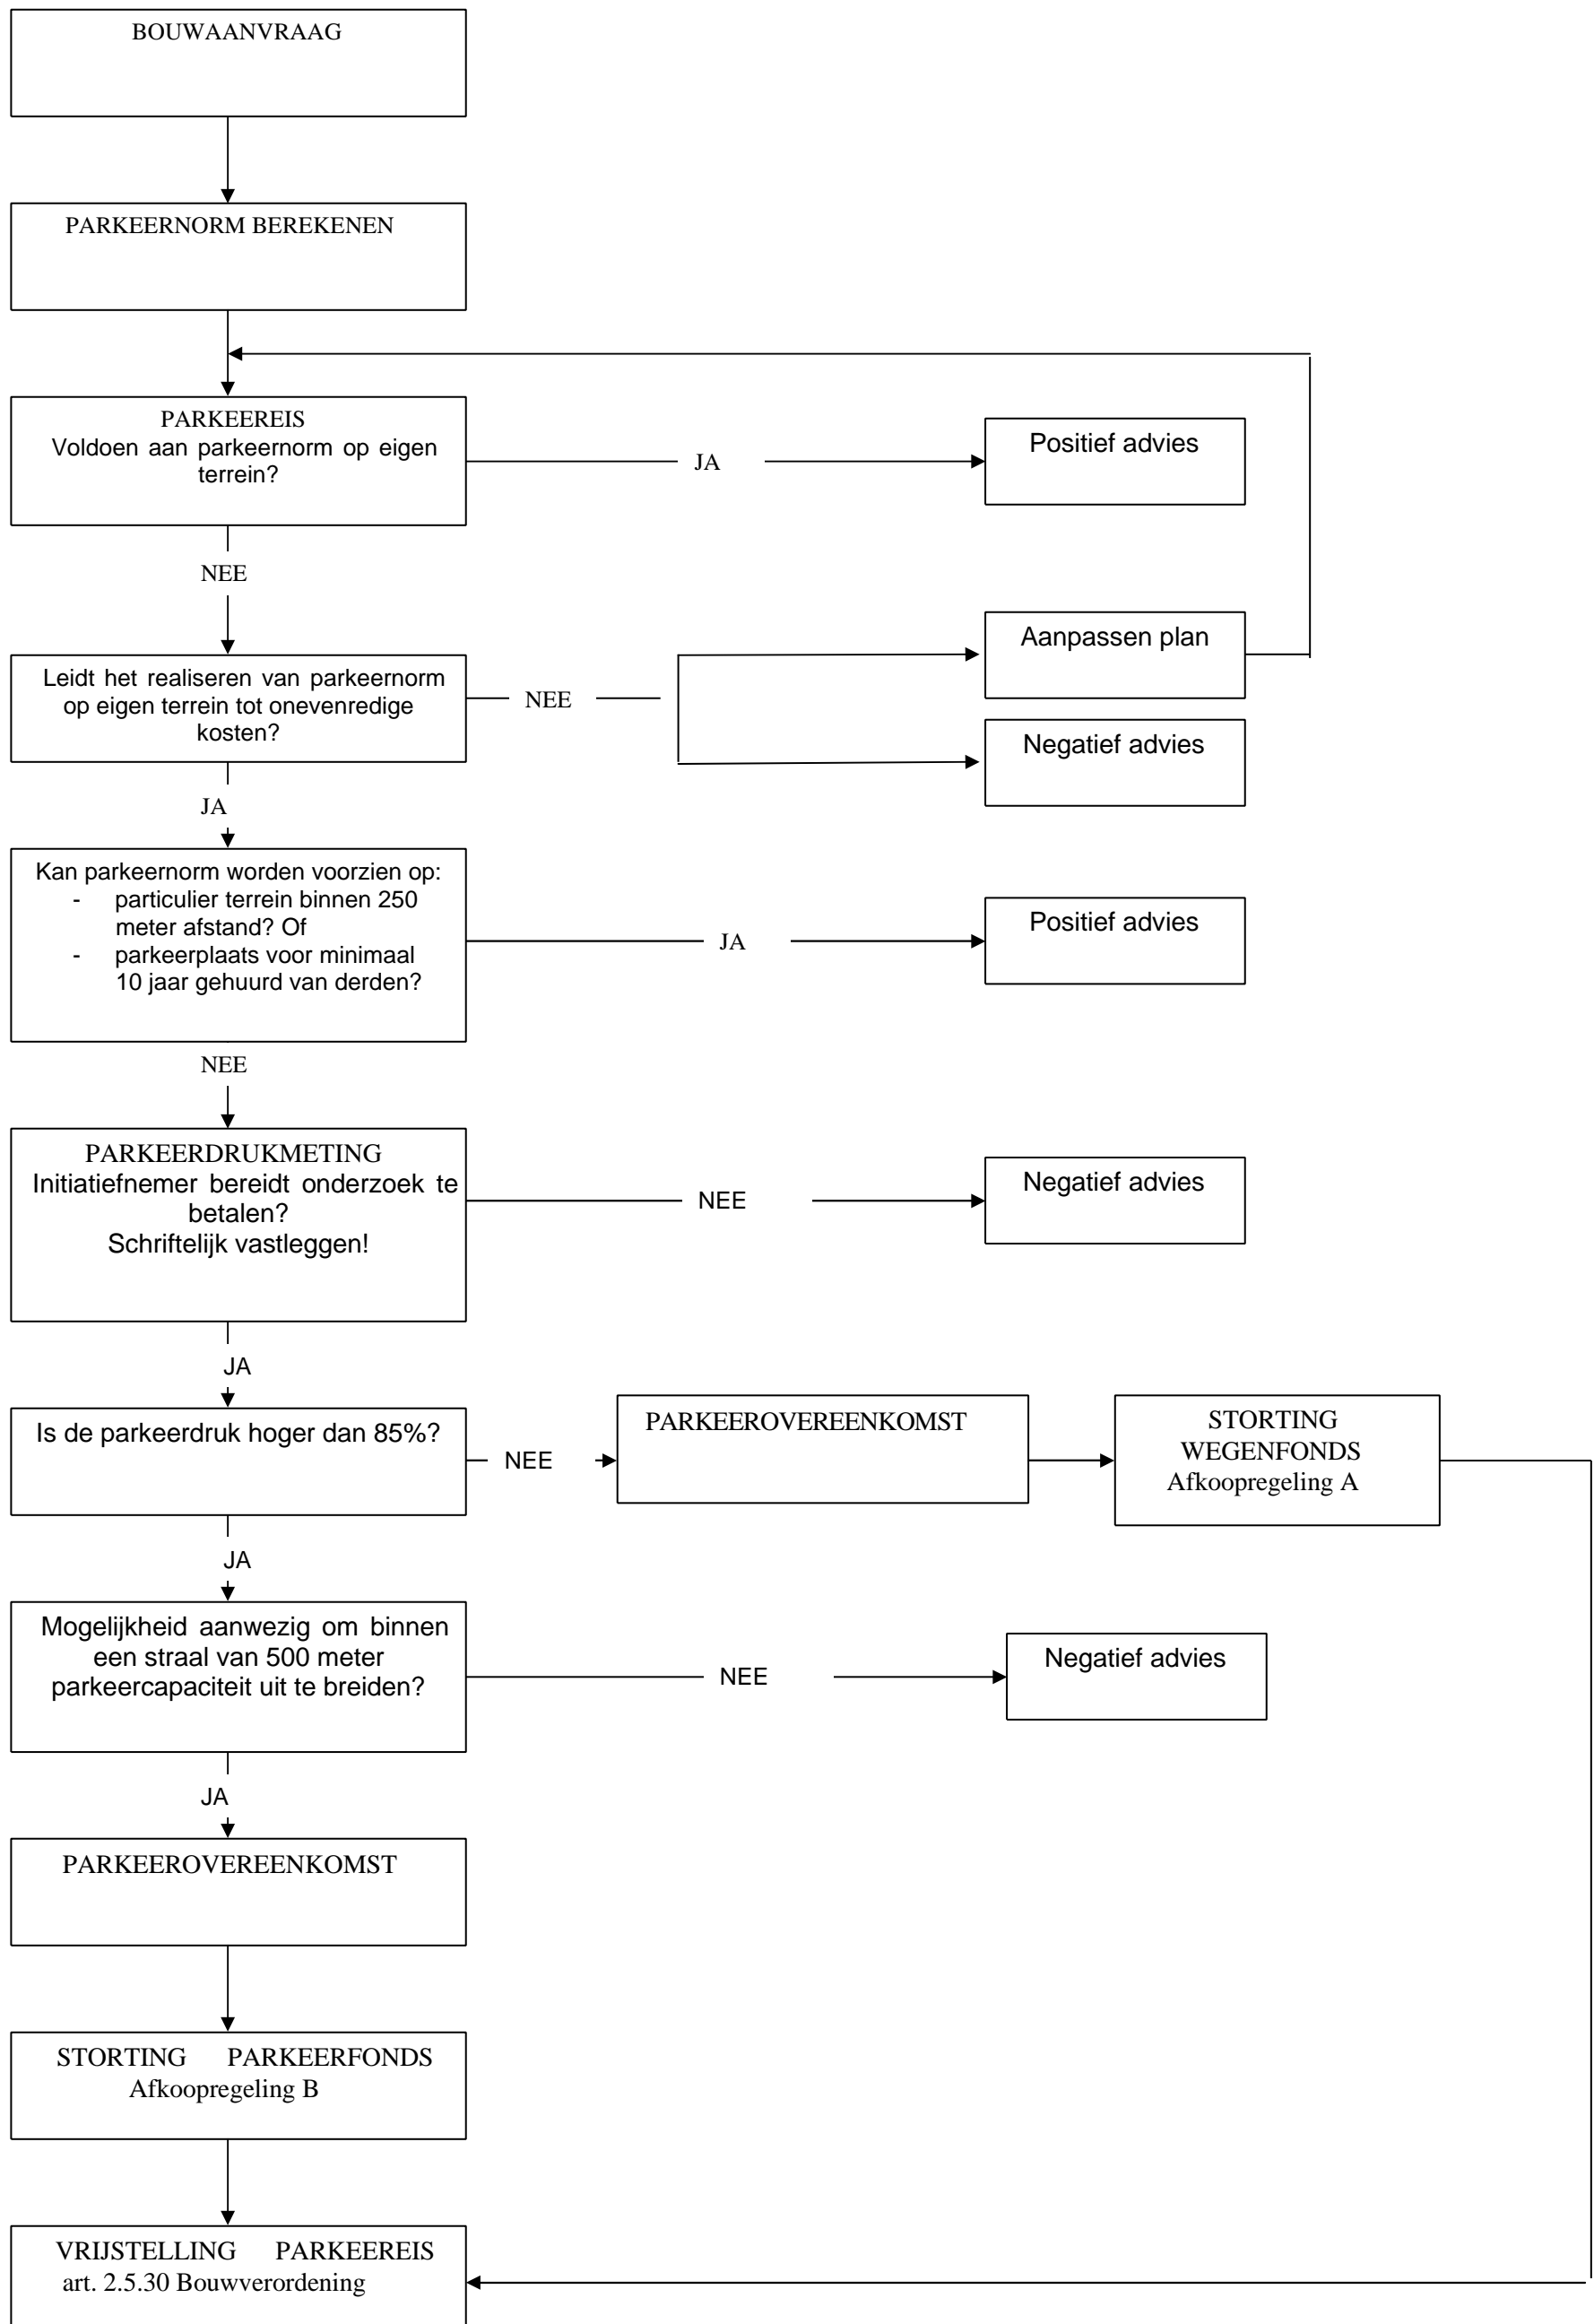 BOUWAANVRAAG
PARKEERNORM BEREKENEN
PARKEEREIS
Voldoen aan parkeernorm op eigen
terrein?
JA
Positief advies
NEE
Aanpassen plan
Leidt het realiseren van parkeernorm
op eigen terrein tot onevenredige
kosten?
NEE
Negatief advies
JA
Kan parkeernorm worden voorzien op:
- particulier terrein binnen 250
meter afstand? Of
- parkeerplaats voor minimaal
10 jaar gehuurd van derden?
JA
Positief advies
NEE
PARKEERDRUKMETING
Initiatiefnemer bereidt onderzoek te
betalen?
Schriftelijk vastleggen!
NEE
Negatief advies
JA
Is de parkeerdruk hoger dan 85%?
NEE
PARKEEROVEREENKOMST
STORTING
WEGENFONDS
Afkoopregeling A
JA
Mogelijkheid aanwezig om binnen
een straal van 500 meter
parkeercapaciteit uit te breiden?
NEE
Negatief advies
JA
PARKEEROVEREENKOMST
STORTING PARKEERFONDS
Afkoopregeling B
VRIJSTELLING PARKEEREIS
art. 2.5.30 Bouwverordening